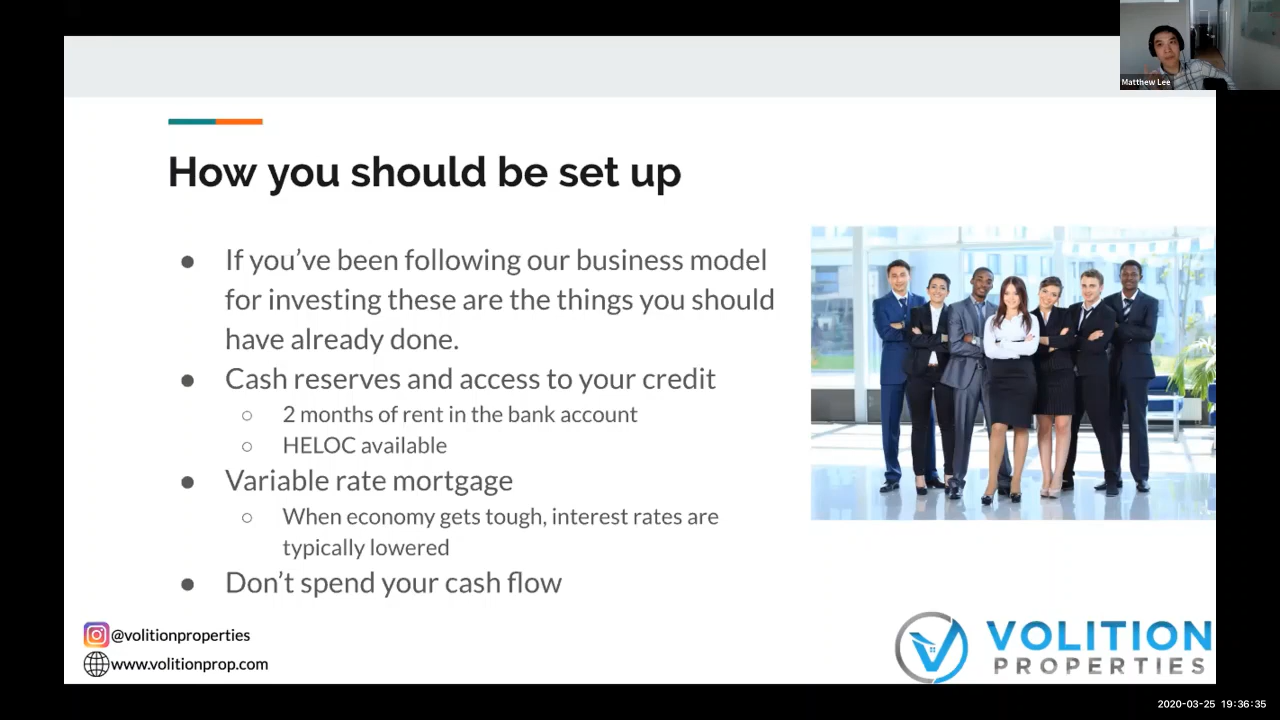 Matthew Lee
How you should be set up
● If you’ve been following our business model
for investing these are the things you should
have already done.
● Cash reserves and access to your credit
○ 2 months of rent in the bank account
○ HELOC available
● Variable rate mortgage
○ When economy gets tough, interest rates are
typically lowered
● Don’t spend your cash flow
@volitionproperties
www.volitionprop.com
VOLITION
PROPERTIES
2020-03-25 19:36:35